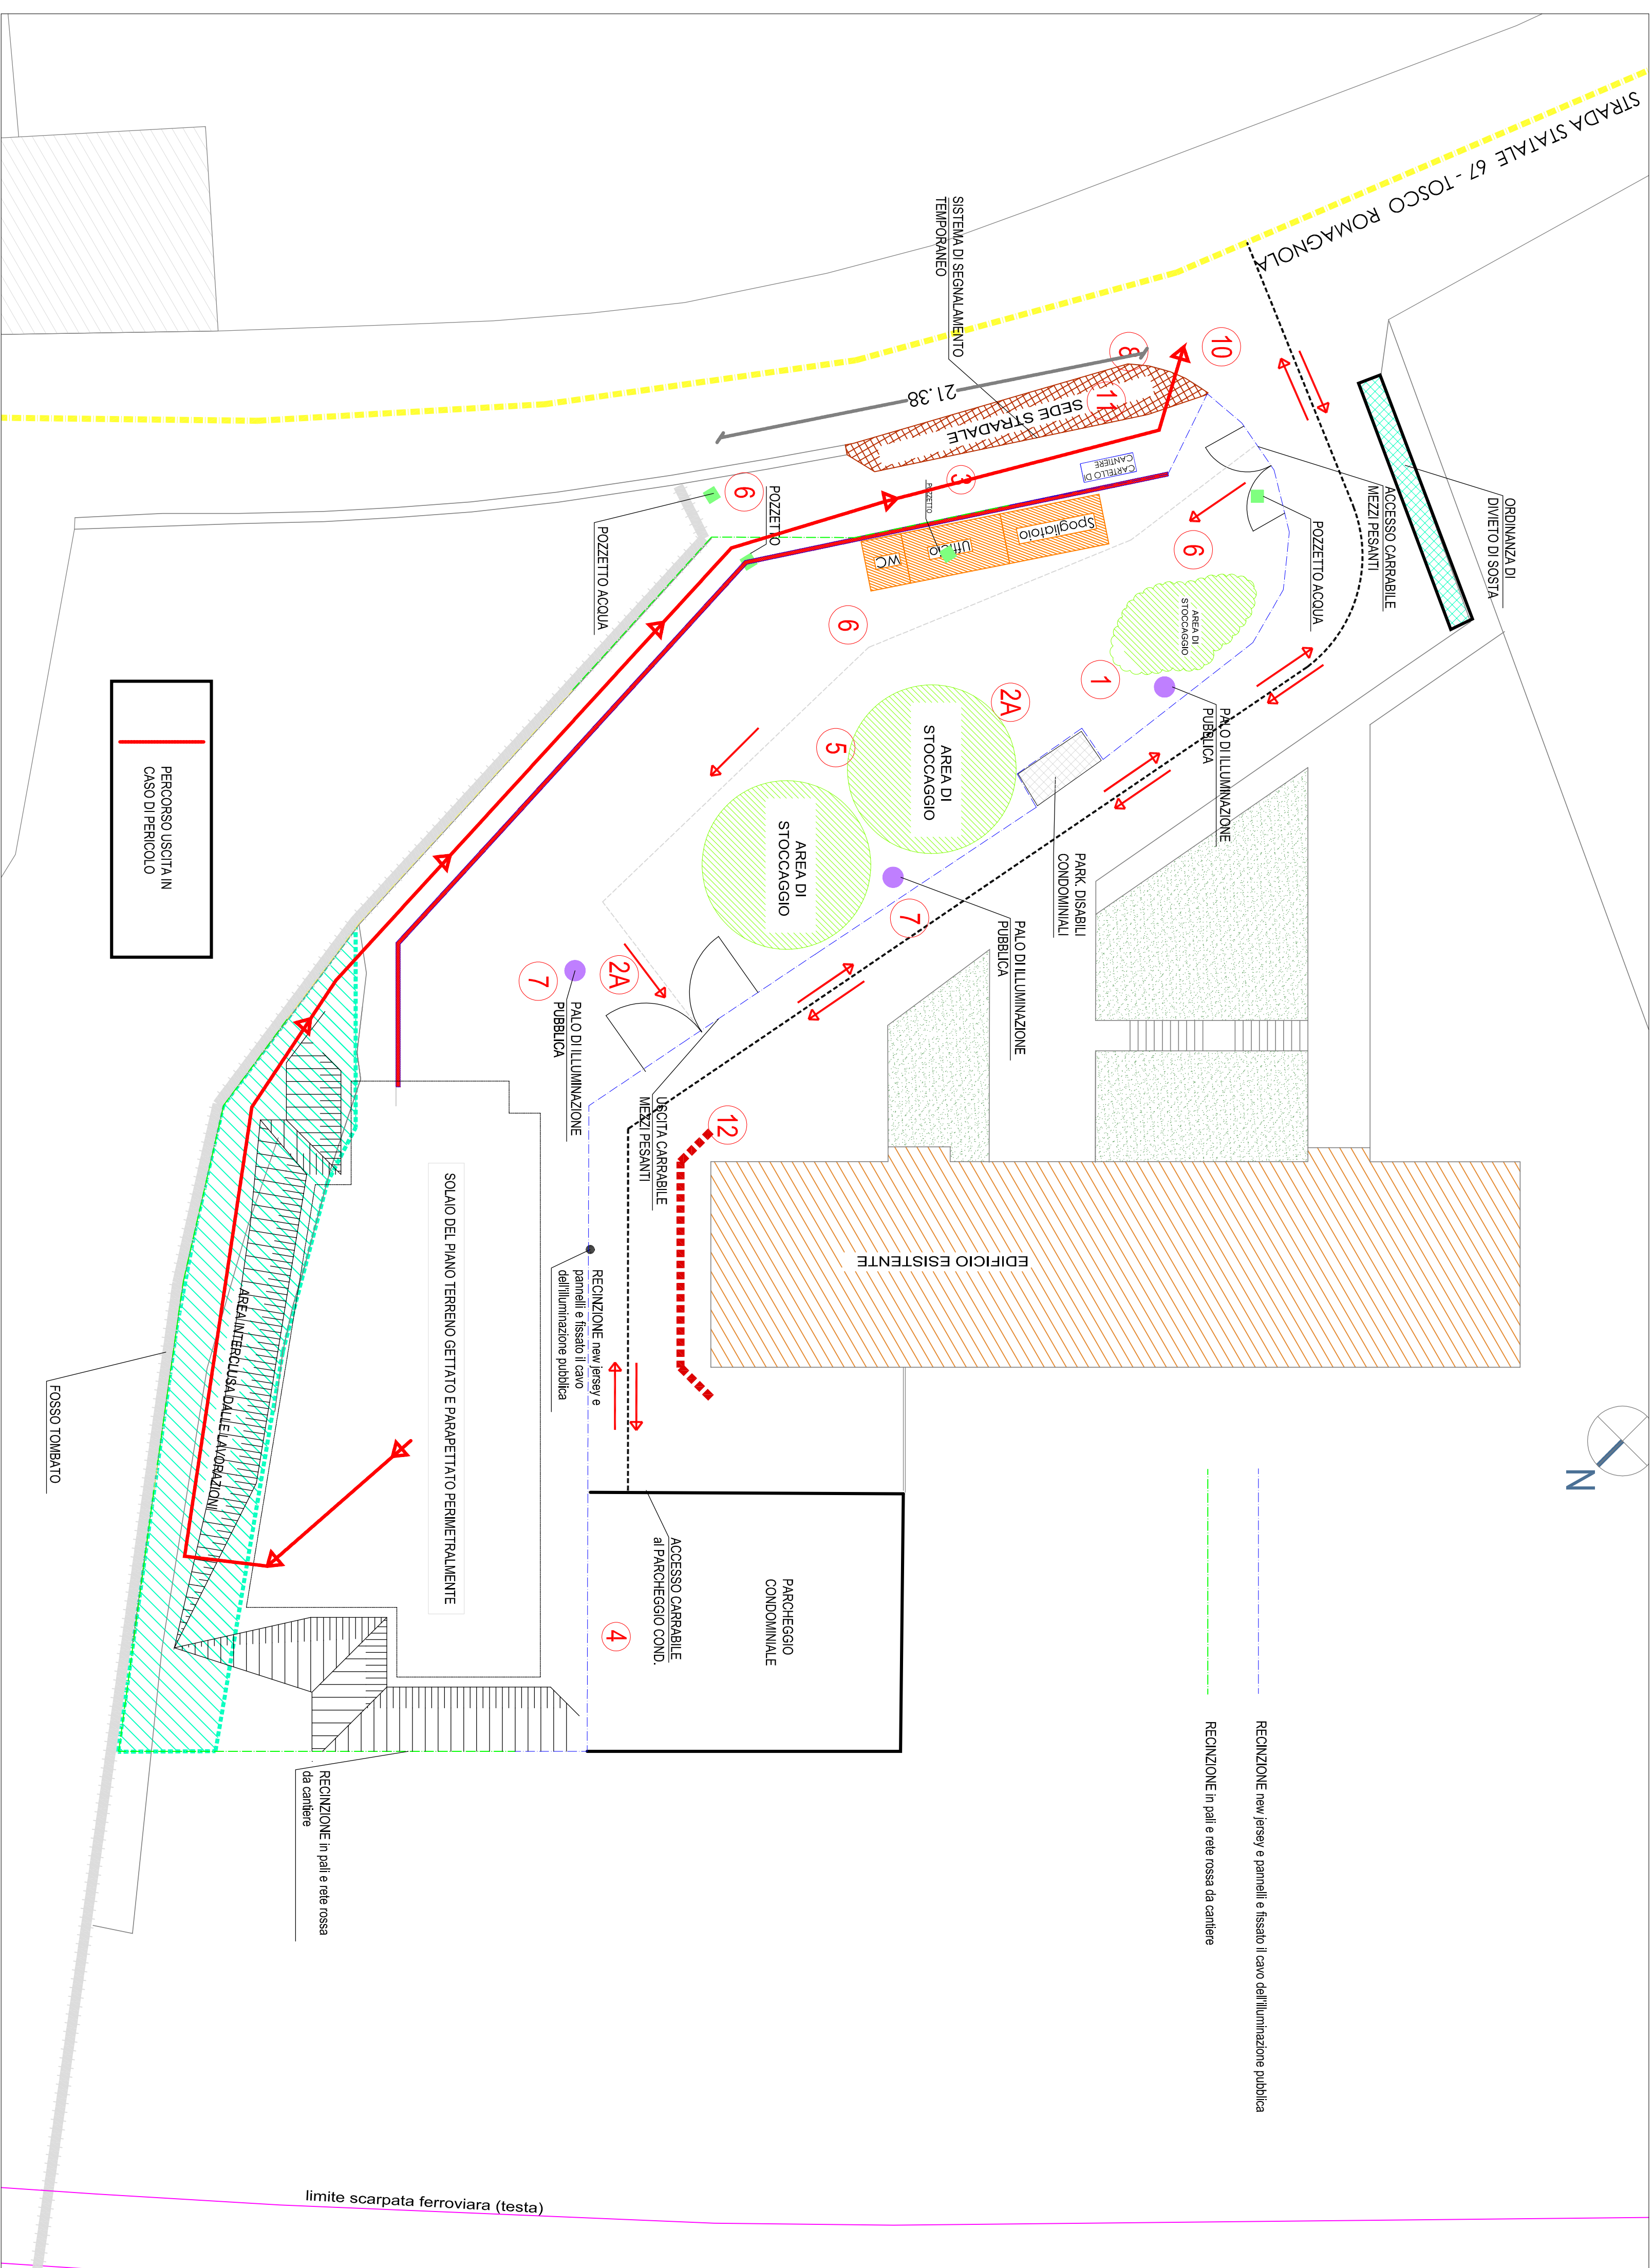 STRADA STATALE 67 - TOSCO ROMAGNOLA
SISTEMA DI SEGNALAMENTO
TEMPORANEO
ORDINANZA DI
DIVIETO DI SOSTA
ACCESSO CARRABILE
MEZZI PESANTI
POZZETTO ACQUA
10
8
11
21.38
SEDE STRADALE
CARTELLO DI
CANTIERE
3
POZZETTO
Spogliatoio
Ufficio
WC
6
POZZETTO
POZZETTO ACQUA
6
6
AREA DI
STOCCAGGIO
1
PALO DI ILLUMINAZIONE
PUBBLICA
2A
AREA DI
STOCCAGGIO
5
AREA DI
STOCCAGGIO
PARK. DISABILI
CONDOMINIALI
7
PALO DI ILLUMINAZIONE
PUBBLICA
2A
7
PALO DI ILLUMINAZIONE
PUBBLICA
USCITA CARRABILE
MEZZI PESANTI
12
PERCORSO USCITA IN
CASO DI PERICOLO
EDIFICIO ESISTENTE
RECINZIONE new jersey e
pannelli e fissato il cavo
dell'illuminazione pubblica
SOLAIO DEL PIANO TERRENO GETTATO E PARAPETTATO PERIMETRALMENTE
AREA INTERCLUSA DALLE LAVORAZIONI
FOSSO TOMBATO
ACCESSO CARRABILE
al PARCHEGGIO COND.
PARCHEGGIO
CONDOMINIALE
4
N
RECINZIONE in pali e rete rossa
da cantiere
RECINZIONE new jersey e pannelli e fissato il cavo dell'illuminazione pubblica
RECINZIONE in pali e rete rossa da cantiere
limite scarpata ferroviara (testa)